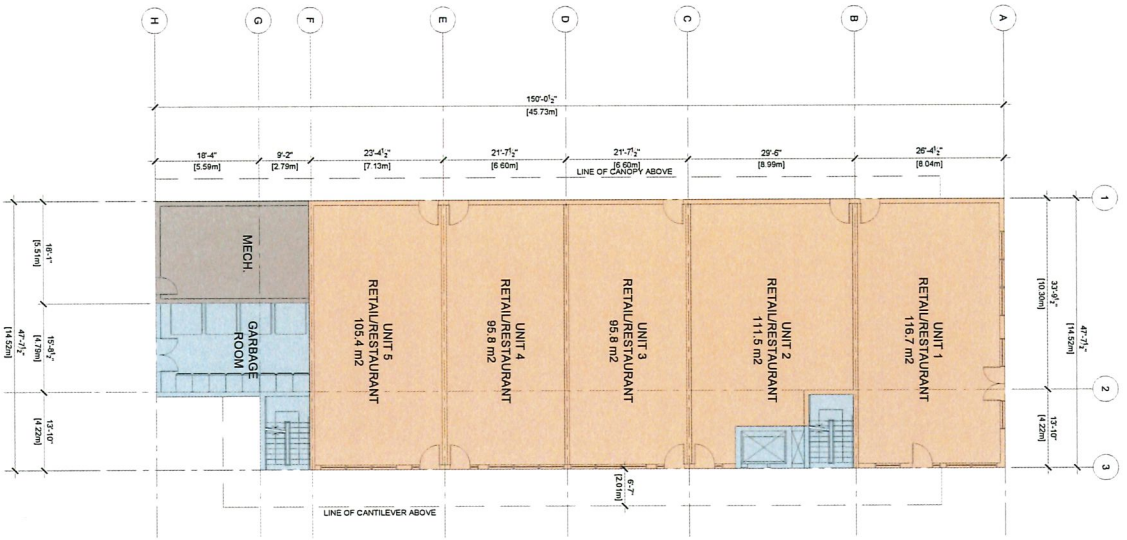 H
G
F
E
D
C
B
A
150'-0½"
[45.73m]
18'-4"
[5.59m]
9'-2"
[2.79m]
23'-4½"
[7.13m]
21'-7½"
[6.60m]
21'-7½"
[6.60m]
29'-6"
[8.99m]
26'-4½"
[8.04m]
LINE OF CANOPY ABOVE
1
2
3
47'-7½"
[14.52m]
18'-1"
[5.51m]
15'-8½"
[4.79m]
13'-10"
[4.22m]
MECH.
GARBAGE
ROOM
UNIT 5
RETAIL/RESTAURANT
105.4 m2
UNIT 4
RETAIL/RESTAURANT
95.8 m2
UNIT 3
RETAIL/RESTAURANT
95.8 m2
UNIT 2
RETAIL/RESTAURANT
111.5 m2
UNIT 1
RETAIL/RESTAURANT
116.7 m2
33'-9½"
[10.30m]
13'-10"
[4.22m]
47'-7½"
[14.52m]
6'-7"
[2.01m]
LINE OF CANTILEVER ABOVE